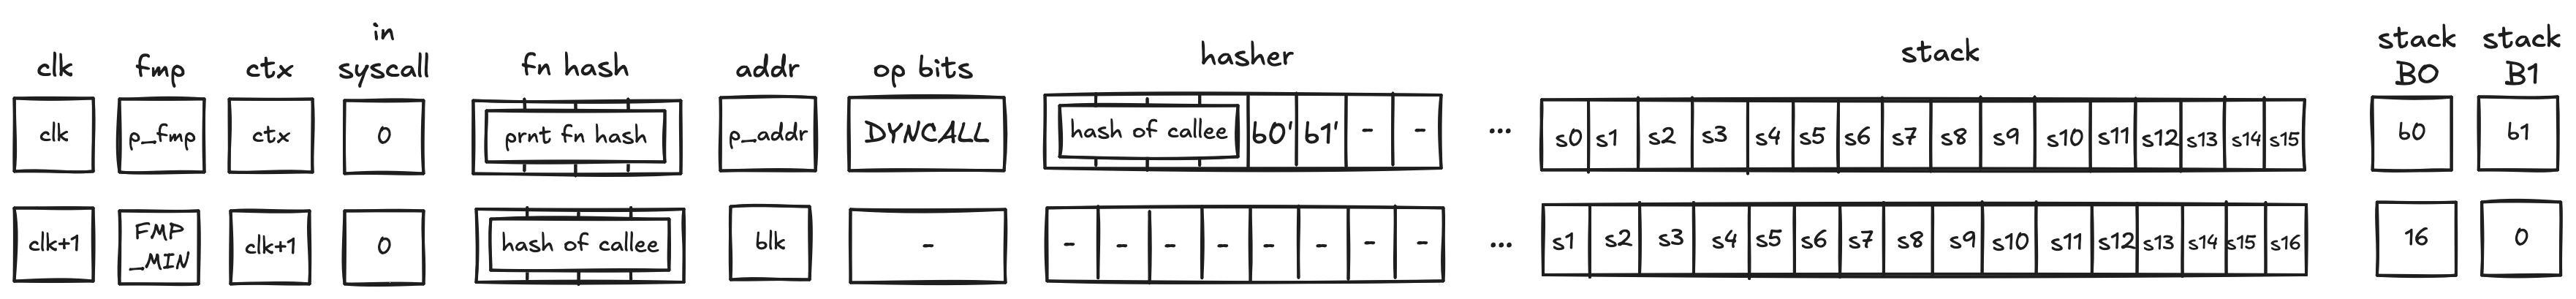 clk fmp ctx in syscall fn hash addr op bits hasher stack stack B0 stack B1
clk p_fmp ctx 0 prnt fn hash p_addr DYNCALL hash of callee b0' b1' - - ... s0 s1 s2 s3 s4 s5 s6 s7 s8 s9 s10 s11 s12 s13 s14 s15 b0 b1
clk+1 FMP _MIN clk+1 0 hash of callee blk - - - - - - - - - ... s1 s2 s3 s4 s5 s6 s7 s8 s9 s10 s11 s12 s13 s14 s15 s16 16 0